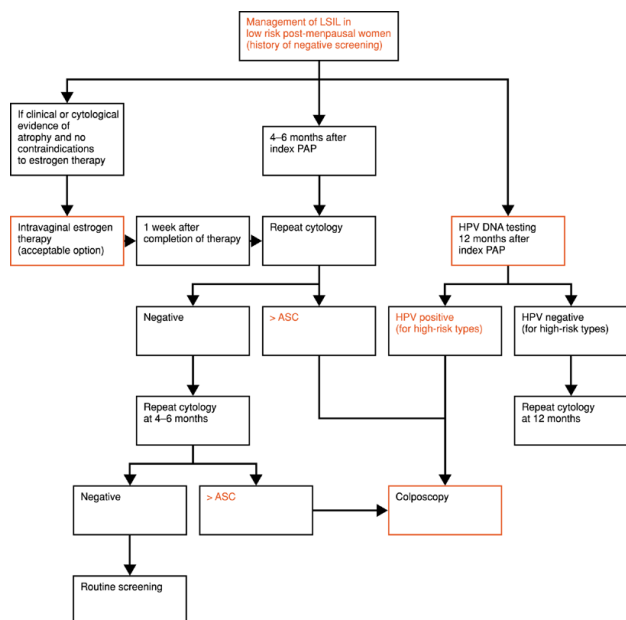 Management of LSIL in
low risk post-menpausal women
(history of negative screening)
If clinical or cytological
evidence of
atrophy and no
contraindications
to estrogen therapy
4–6 months after
index PAP
Intravaginal estrogen
therapy
(acceptable option)
1 week after
completion of therapy
Repeat cytology
HPV DNA testing
12 months after
index PAP
Negative
> ASC
HPV positive
(for high-risk types)
HPV negative
(for high-risk types)
Repeat cytology
at 4–6 months
Repeat cytology
at 12 months
Negative
> ASC
Colposcopy
Routine screening